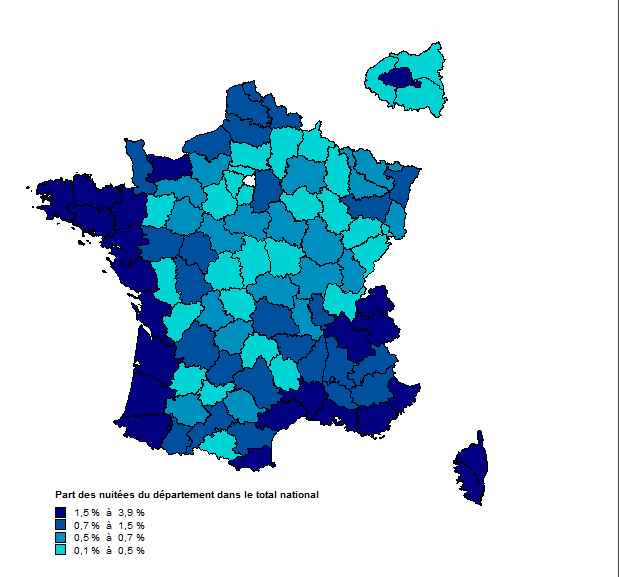 Part des nuitées du département dans le total national
1,5 % à 3,9 %
0,7 % à 1,5 %
0,5 % à 0,7 %
0,1 % à 0,5 %